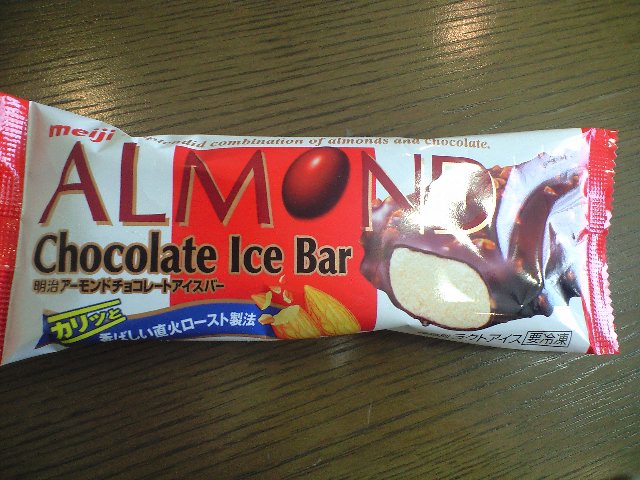 meiji
combination of almonds and chocolate.
ALMOND
Chocolate Ice Bar
明治 アーモンドチョコレートアイスバー
カリッと
香ばしい直火ロースト製法
ラクトアイス 要冷凍